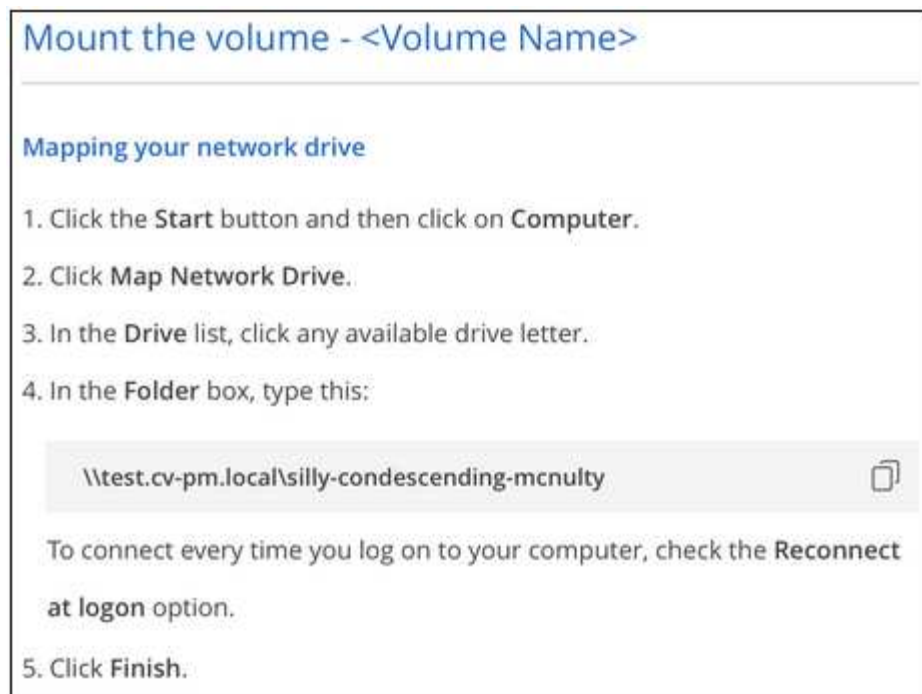 Mount the volume - <Volume Name>
Mapping your network drive
1. Click the Start button and then click on Computer.
2. Click Map Network Drive.
3. In the Drive list, click any available drive letter.
4. In the Folder box, type this:
\\test.cv-pm.local\silly-condescending-mcnulty
To connect every time you log on to your computer, check the Reconnect
at logon option.
5. Click Finish.